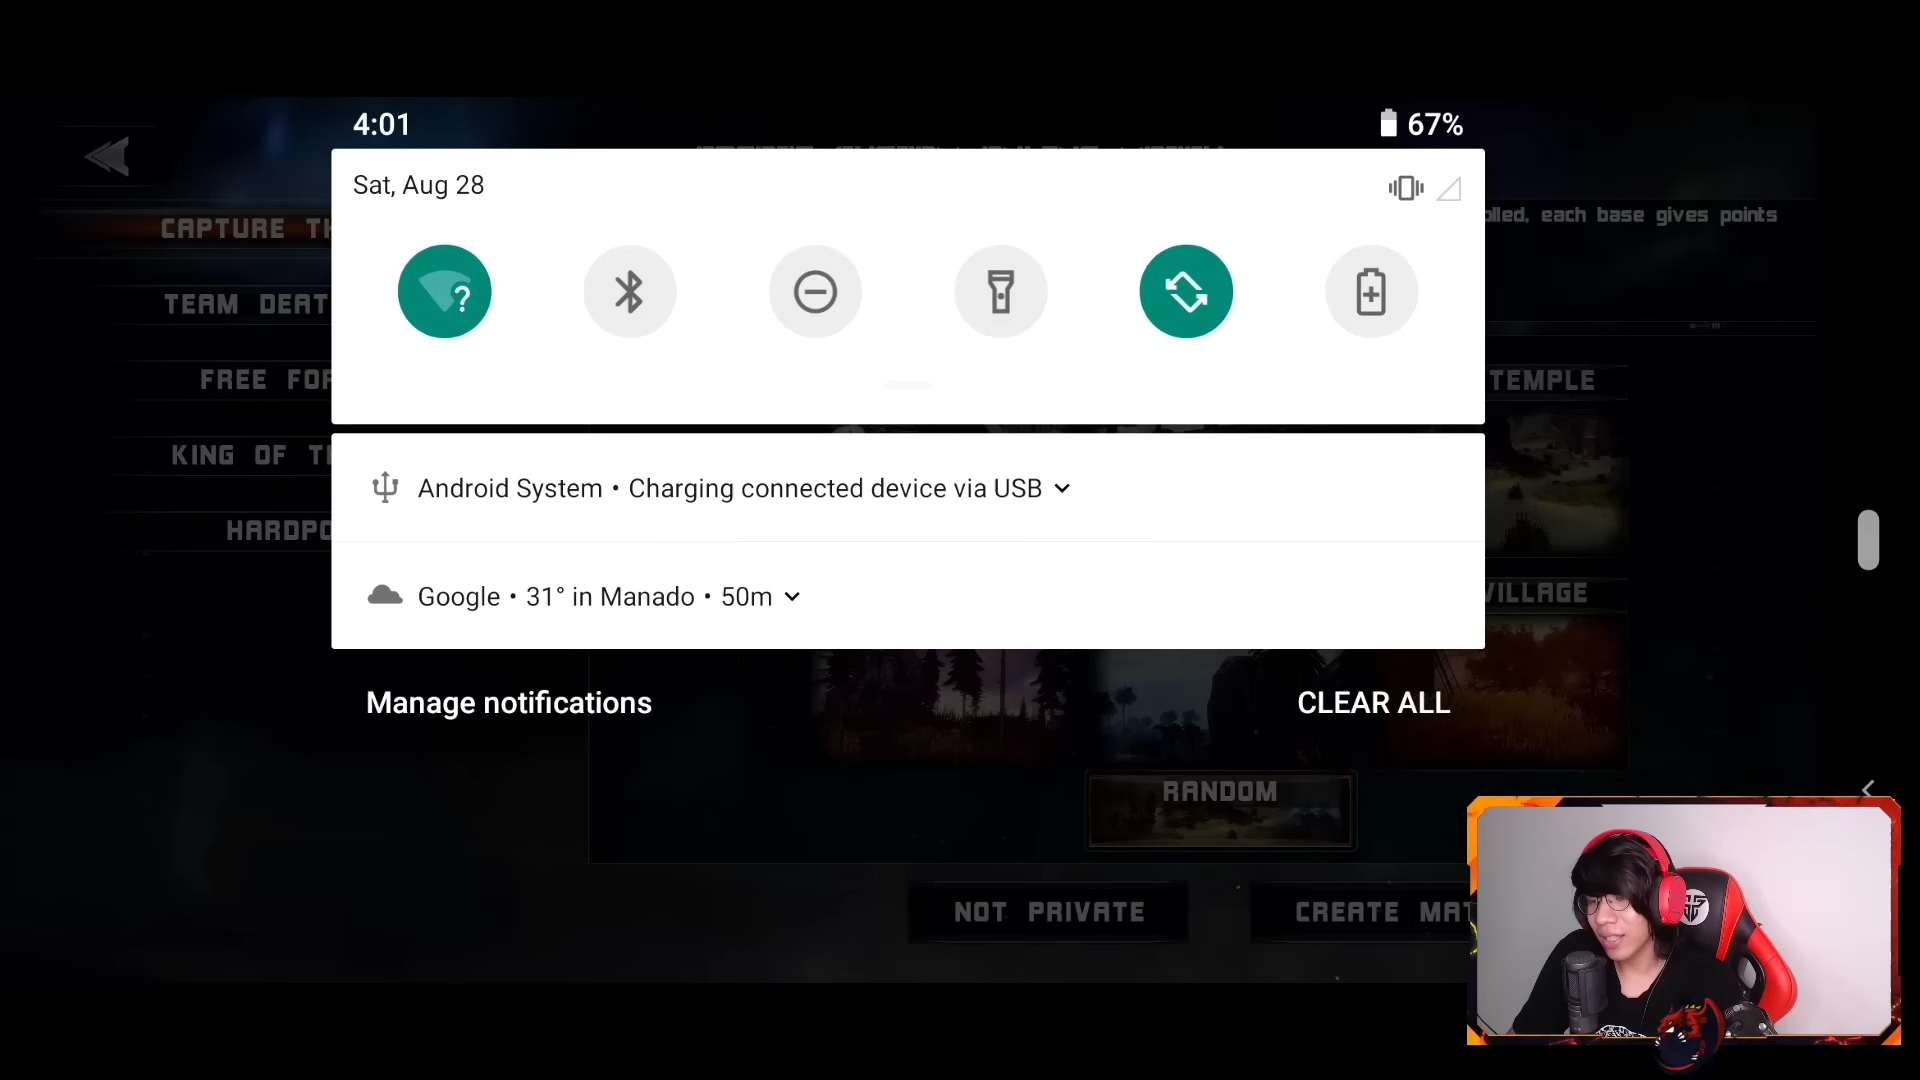 4:01
67%
Sat, Aug 28
CAPTURE TH
lled, each base gives points
TEAM DEAT
FREE FOR
TEMPLE
KING OF T
Android System • Charging connected device via USB
HARDPO
Google • 31° in Manado • 50m
VILLAGE
Manage notifications
CLEAR ALL
RANDOM
NOT PRIVATE
CREATE MAT